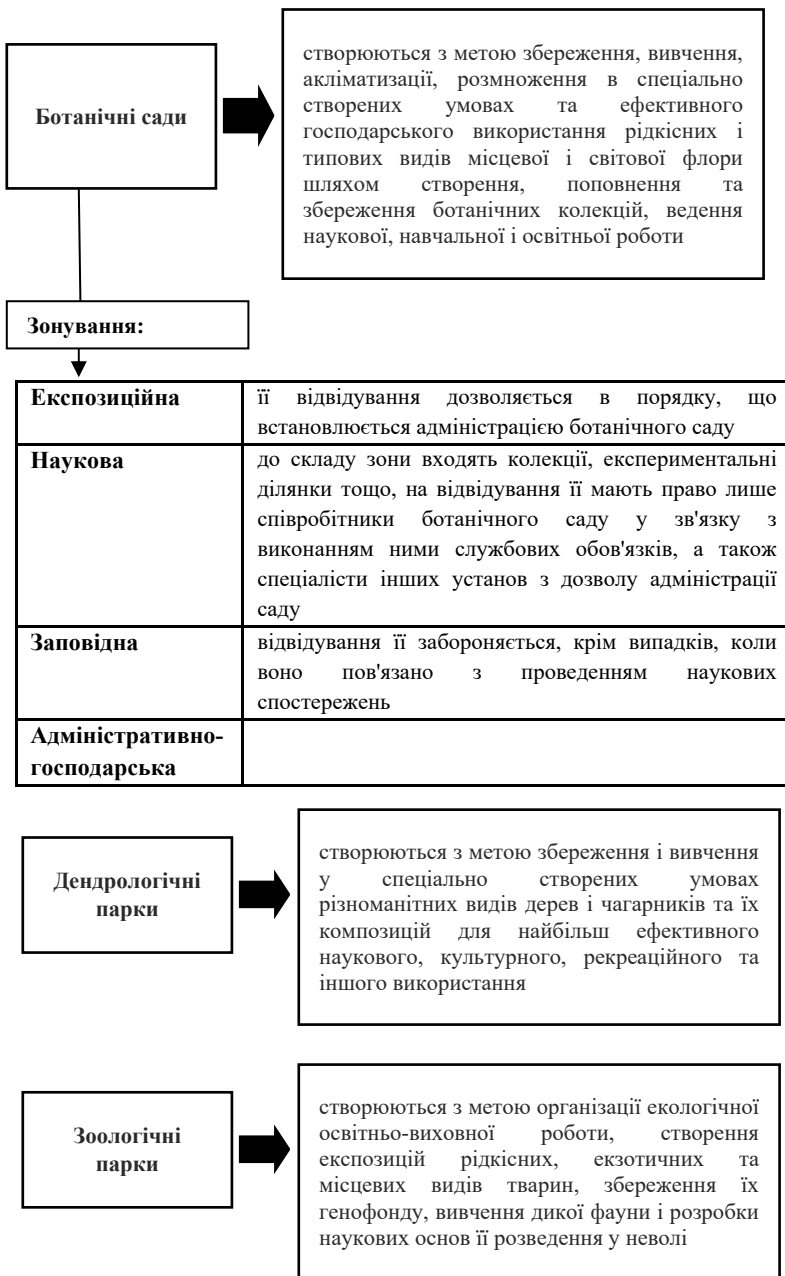 Ботанічні сади
створюються з метою збереження, вивчення,
акліматизації, розмноження в спеціально
створених умовах та ефективного
господарського використання рідкісних і
типових видів місцевої і світової флори
шляхом створення, поповнення та
збереження ботанічних колекцій, ведення
наукової, навчальної і освітньої роботи
Зонування:
Експозиційна
її відвідування дозволяється в порядку, що
встановлюється адміністрацією ботанічного саду
Наукова
до складу зони входять колекції, експериментальні
ділянки тощо, на відвідування її мають право лише
співробітники ботанічного саду у зв'язку з
виконанням ними службових обов'язків, а також
спеціалісти інших установ з дозволу адміністрації
саду
Заповідна
відвідування її забороняється, крім випадків, коли
воно пов'язано з проведенням наукових
спостережень
Адміністративно-
господарська
Дендрологічні
парки
створюються з метою збереження і вивчення
у спеціально створених умовах
різноманітних видів дерев і чагарників та їх
композицій для найбільш ефективного
наукового, культурного, рекреаційного та
іншого використання
Зоологічні
парки
створюються з метою організації екологічної
освітньо-виховної роботи, створення
експозицій рідкісних, екзотичних та
місцевих видів тварин, збереження їх
генофонду, вивчення дикої фауни і розробки
наукових основ її розведення у неволі